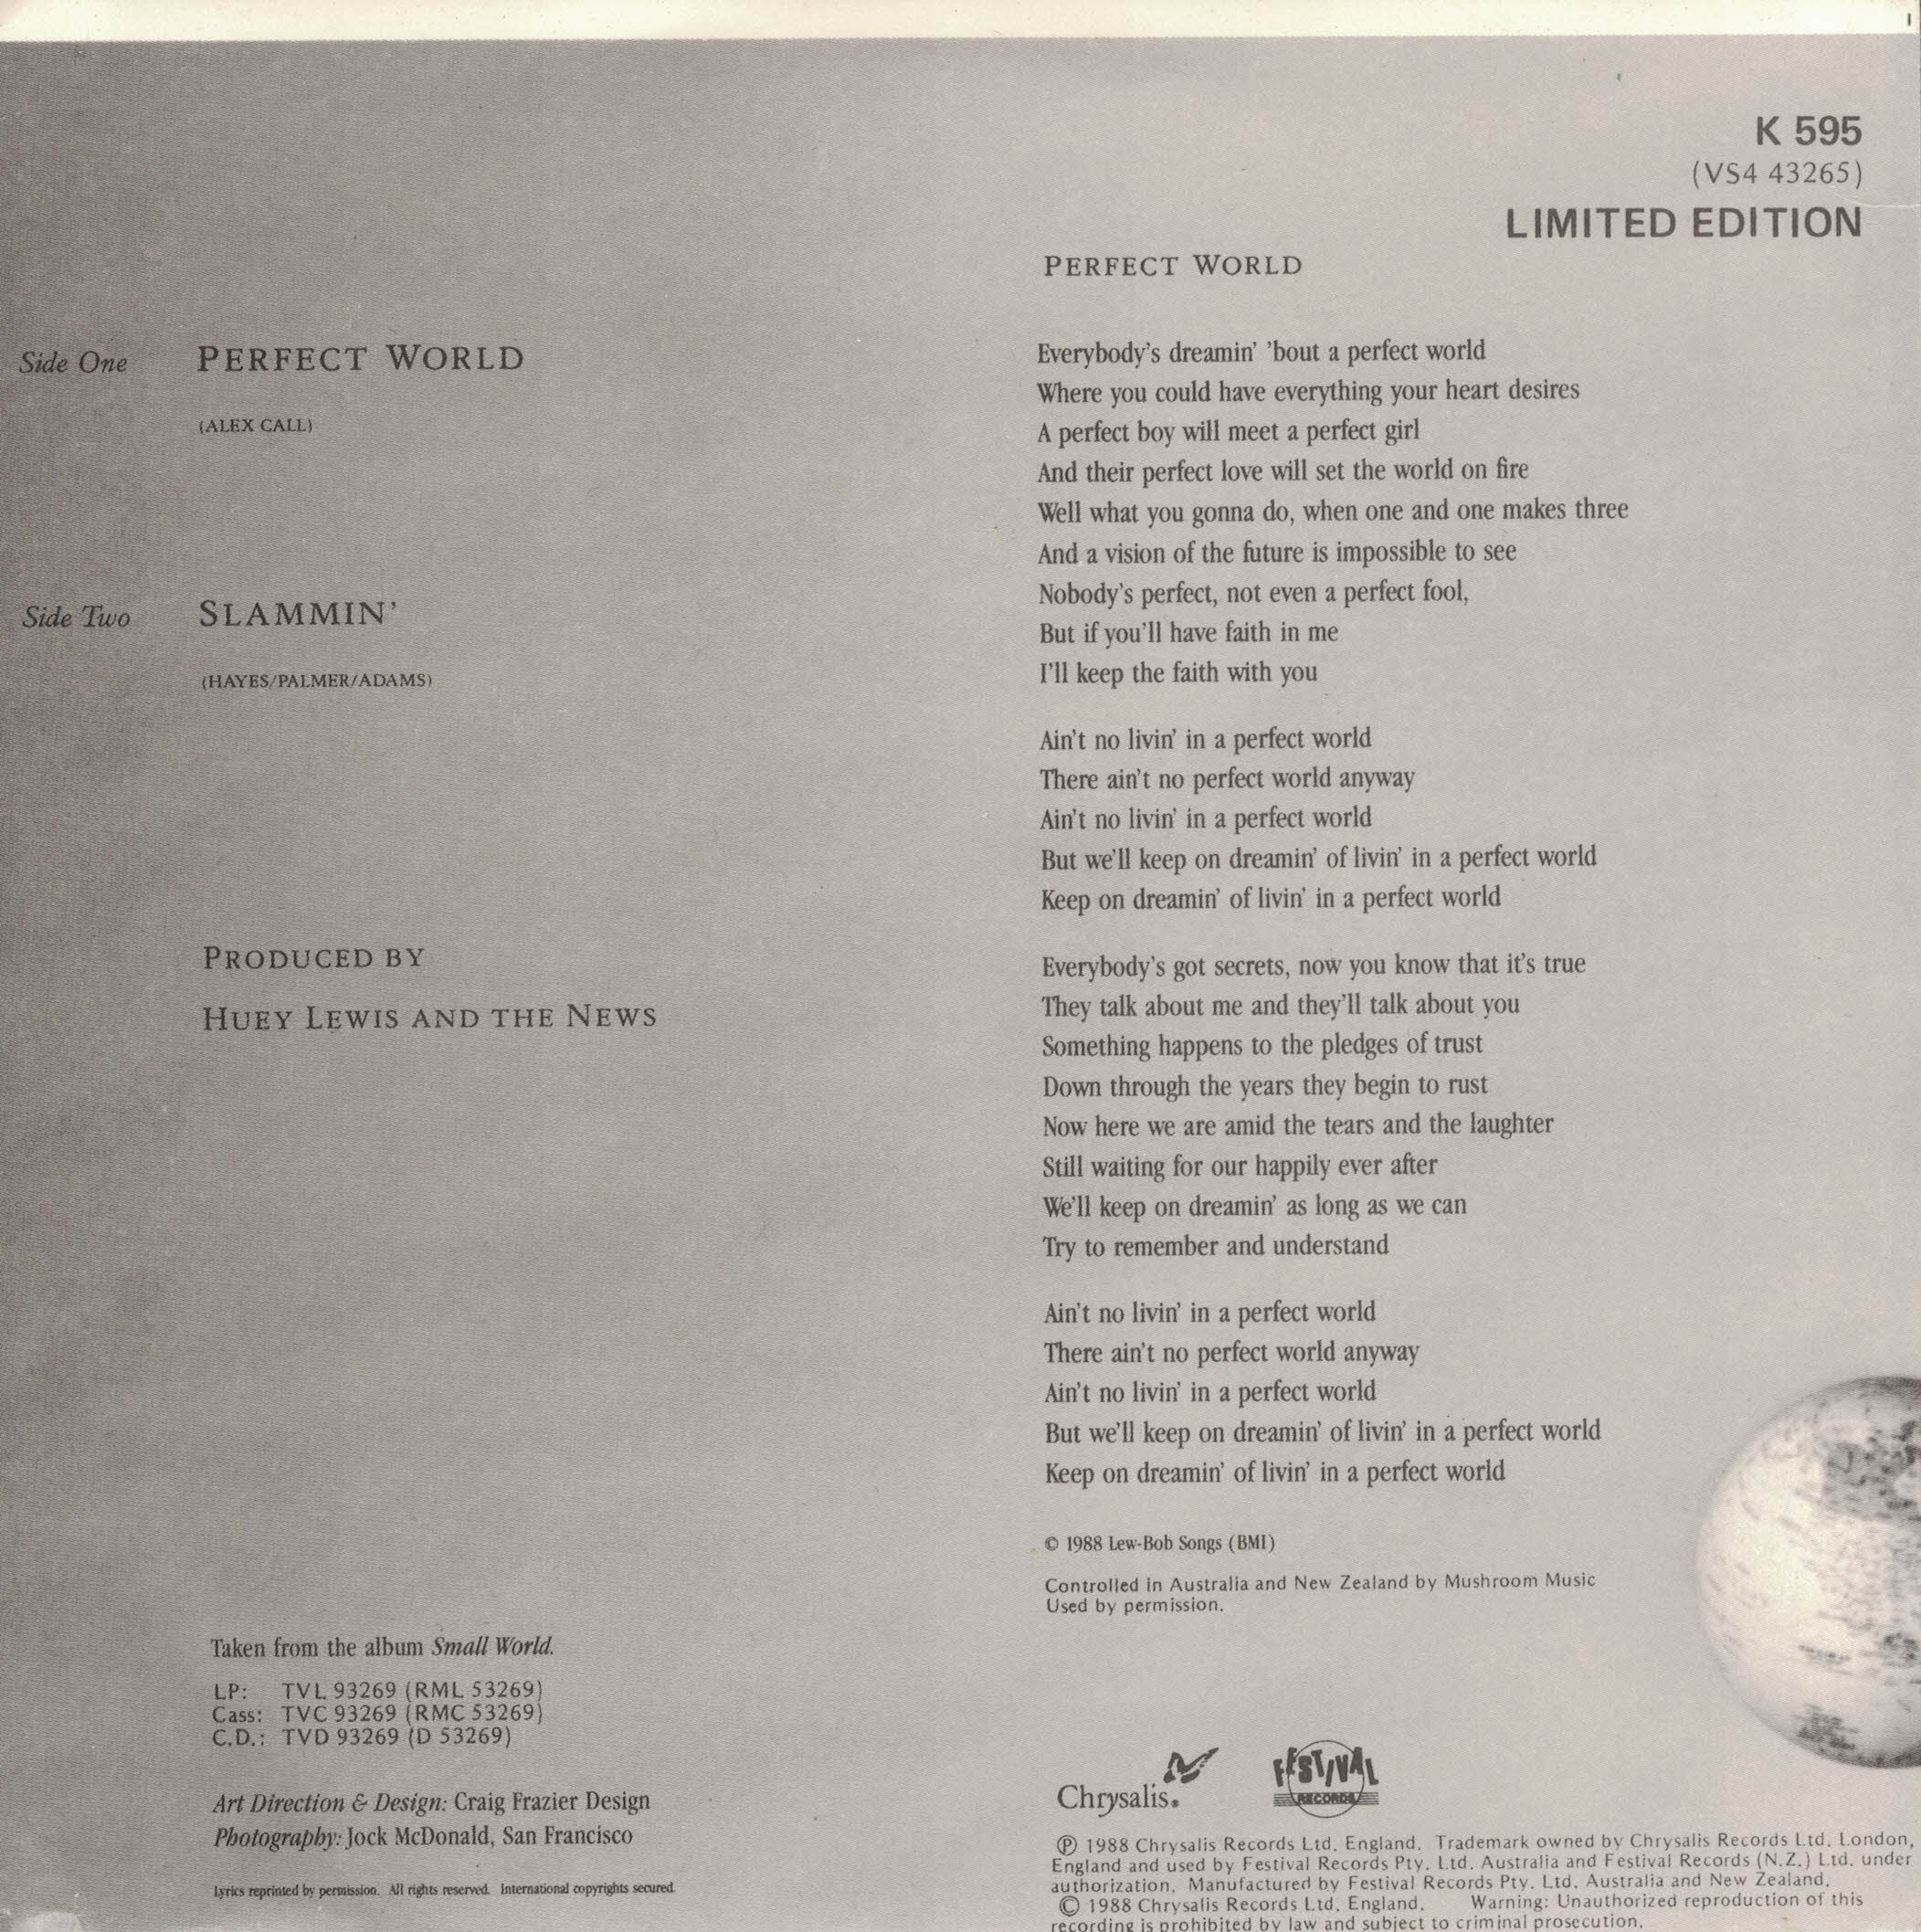 K 595
(VS4 43265)
LIMITED EDITION
Side One PERFECT WORLD
(ALEX CALL)
Side Two SLAMMIN'
(HAYES/PALMER/ADAMS)
PRODUCED BY
HUEY LEWIS AND THE NEWS
Taken from the album Small World.
LP: TVL 93269 (RML 53269)
Cass: TVC 93269 (RMC 53269)
C.D.: TVD 93269 (D 53269)
Art Direction & Design: Craig Frazier Design
Photography: Jock McDonald, San Francisco
Lyrics reprinted by permission. All rights reserved. International copyrights secured.
PERFECT WORLD
Everybody's dreamin' 'bout a perfect world
Where you could have everything your heart desires
A perfect boy will meet a perfect girl
And their perfect love will set the world on fire
Well what you gonna do, when one and one makes three
And a vision of the future is impossible to see
Nobody's perfect, not even a perfect fool,
But if you'll have faith in me
I'll keep the faith with you
Ain't no livin' in a perfect world
There ain't no perfect world anyway
Ain't no livin' in a perfect world
But we'll keep on dreamin' of livin' in a perfect world
Keep on dreamin' of livin' in a perfect world
Everybody's got secrets, now you know that it's true
They talk about me and they'll talk about you
Something happens to the pledges of trust
Down through the years they begin to rust
Now here we are amid the tears and the laughter
Still waiting for our happily ever after
We'll keep on dreamin' as long as we can
Try to remember and understand
Ain't no livin' in a perfect world
There ain't no perfect world anyway
Ain't no livin' in a perfect world
But we'll keep on dreamin' of livin' in a perfect world
Keep on dreamin' of livin' in a perfect world
© 1988 Lew-Bob Songs (BMI)
Controlled in Australia and New Zealand by Mushroom Music
Used by permission.
Chrysalis®
FESTIVAL
RECORDS
℗ 1988 Chrysalis Records Ltd. England. Trademark owned by Chrysalis Records Ltd. London,
England and used by Festival Records Pty. Ltd. Australia and Festival Records (N.Z.) Ltd. under
authorization. Manufactured by Festival Records Pty. Ltd. Australia and New Zealand.
© 1988 Chrysalis Records Ltd. England. Warning: Unauthorized reproduction of this
recording is prohibited by law and subject to criminal prosecution.